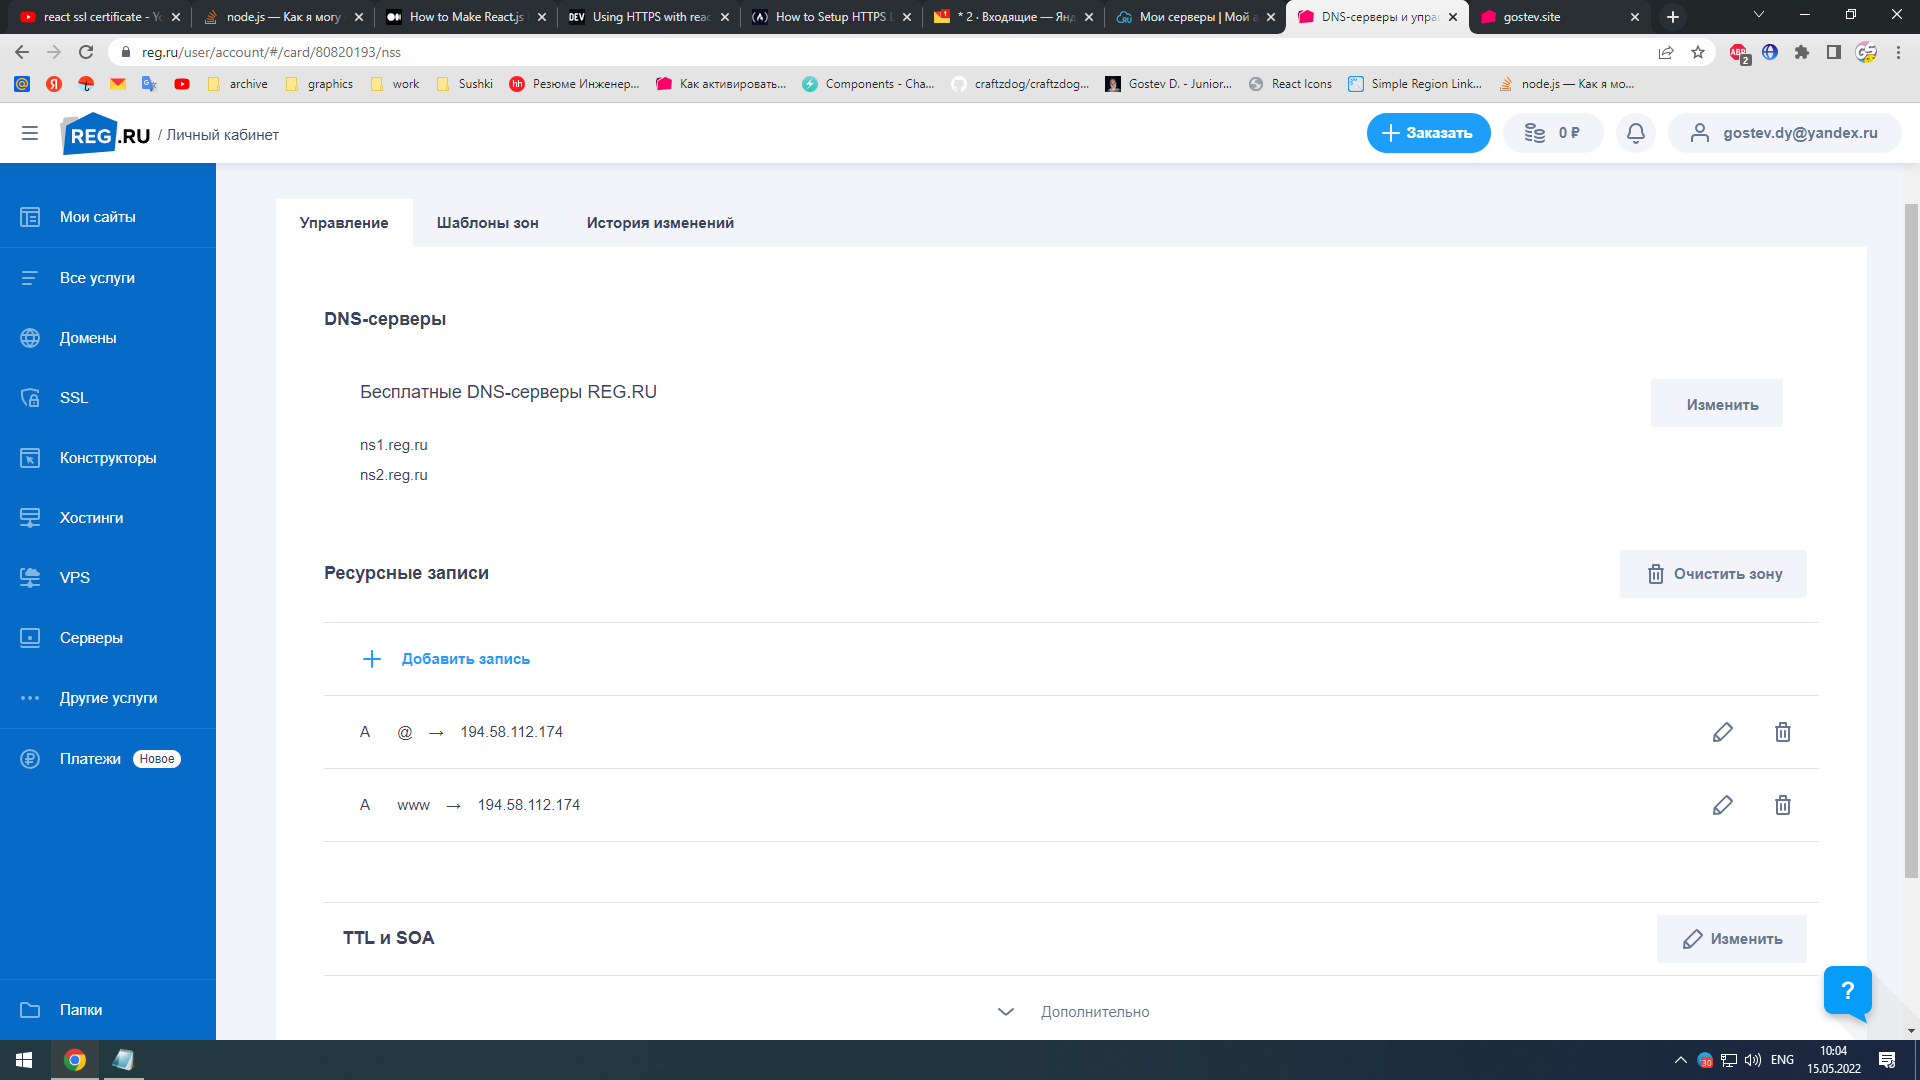 react ssl certificate - Yo
node.js — Как я могу
How to Make React.js
DEV Using HTTPS with reac
How to Setup HTTPS L
* 2 · Входящие — Янд
Мои серверы | Мой а
DNS-серверы и упра
gostev.site
reg.ru/user/account/#/card/80820193/nss
archive
graphics
work
Sushki
hh Резюме Инженер...
Как активировать...
Components - Cha...
craftzdog/craftzdog...
Gostev D. - Junior...
React Icons
Simple Region Link...
node.js — Как я мо...
REG.RU / Личный кабинет
Заказать
0 ₽
gostev.dy@yandex.ru
Мои сайты
Все услуги
Домены
SSL
Конструкторы
Хостинги
VPS
Серверы
Другие услуги
Платежи Новое
Папки
Управление
Шаблоны зон
История изменений
DNS-серверы
Бесплатные DNS-серверы REG.RU
Изменить
ns1.reg.ru
ns2.reg.ru
Ресурсные записи
Очистить зону
Добавить запись
A @ → 194.58.112.174
A www → 194.58.112.174
TTL и SOA
Изменить
Дополнительно
?
30
ENG
10:04
15.05.2022